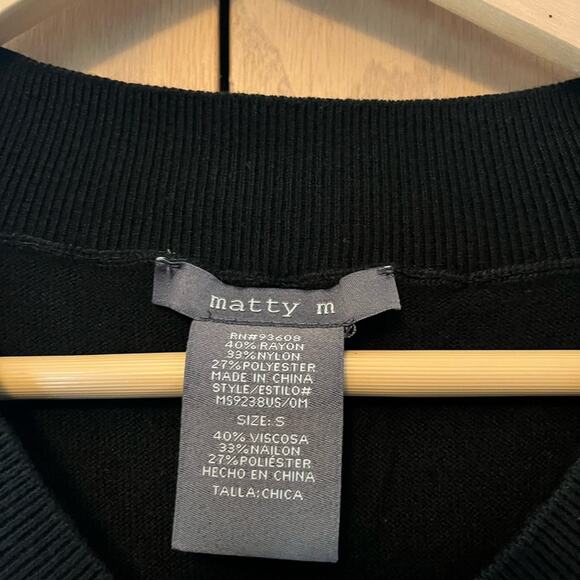 matty m
RN#93608
40% RAYON
33%NYLON
27%POLYESTER
MADE IN CHINA
STYLE/ESTILO#
MS9238US/OM
SIZE: S
40% VISCOSA
33%NAILON
27%POLIÉSTER
HECHO EN CHINA
TALLA:CHICA